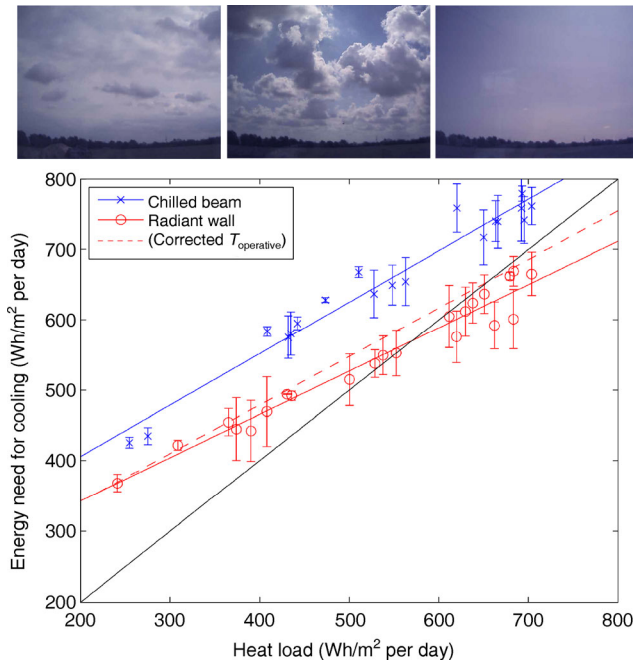 800
700
600
500
400
300
200
Energy need for cooling (Wh/m² per day)
Chilled beam
Radiant wall
(Corrected T_operative)
200 300 400 500 600 700 800
Heat load (Wh/m² per day)